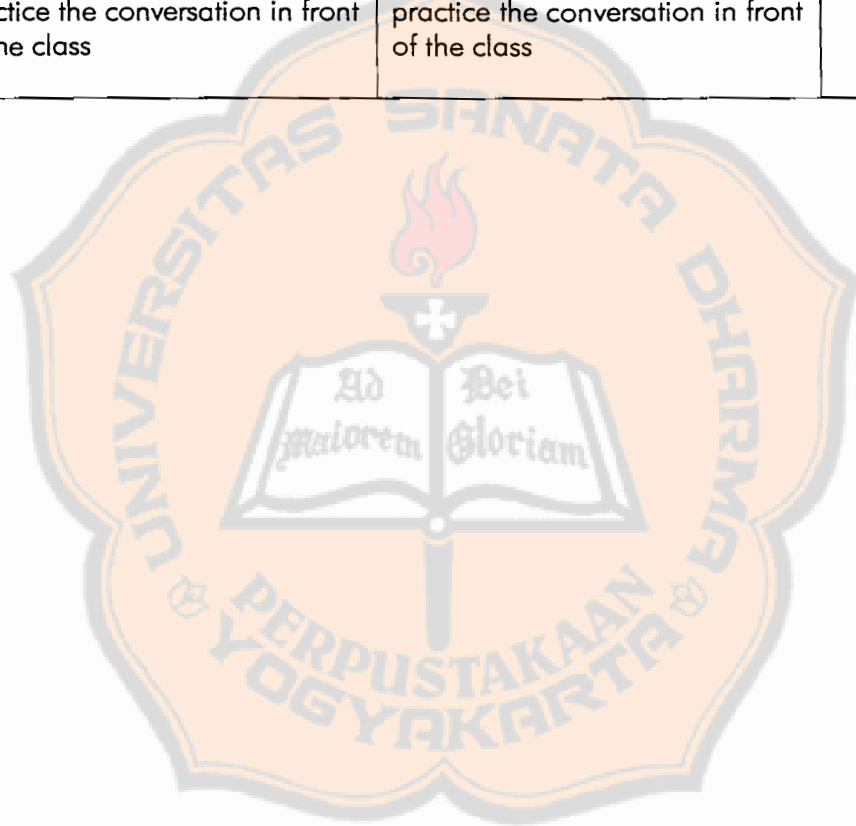 ctice the conversation in front
he class
practice the conversation in front
of the class
UNIVERSITAS SANATA DHARMA
Ad
maiorem
Dei
Gloriam
PERPUSTAKAAN
YOGYAKARTA